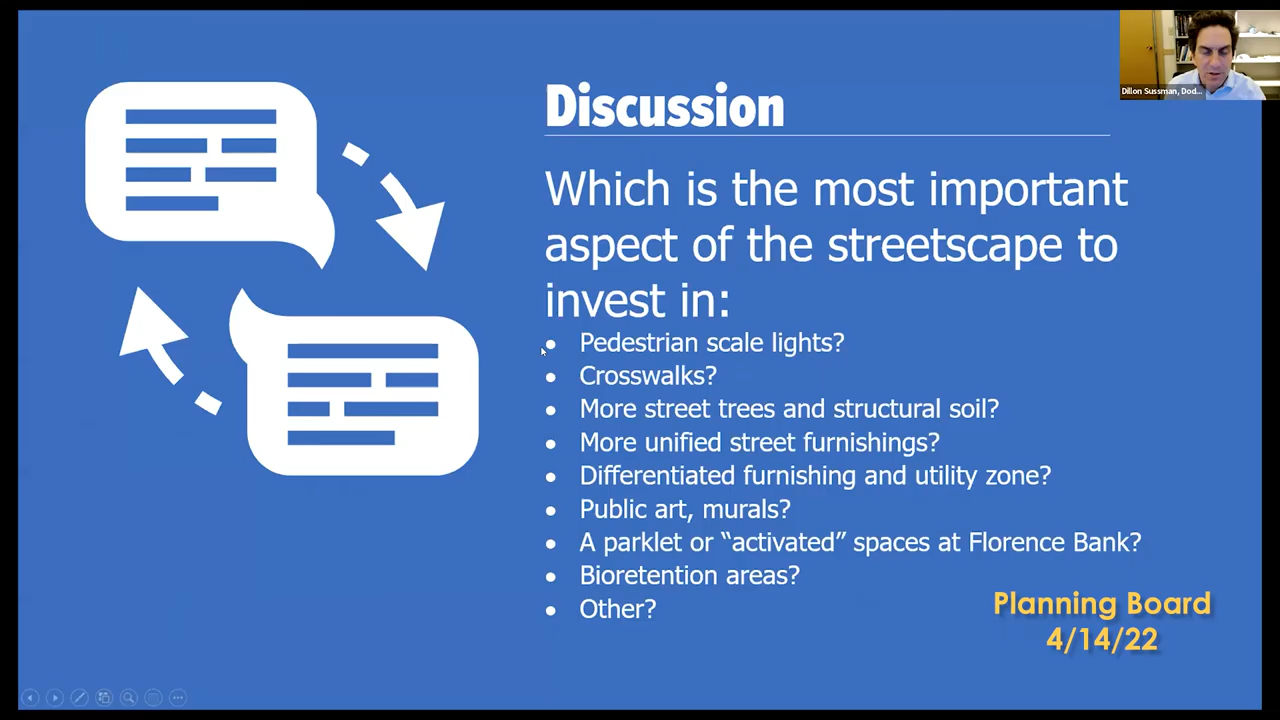 Discussion
Which is the most important
aspect of the streetscape to
invest in:
• Pedestrian scale lights?
• Crosswalks?
• More street trees and structural soil?
• More unified street furnishings?
• Differentiated furnishing and utility zone?
• Public art, murals?
• A parklet or “activated” spaces at Florence Bank?
• Bioretention areas?
• Other?
Planning Board
4/14/22
Dillon Sussman, Dod...